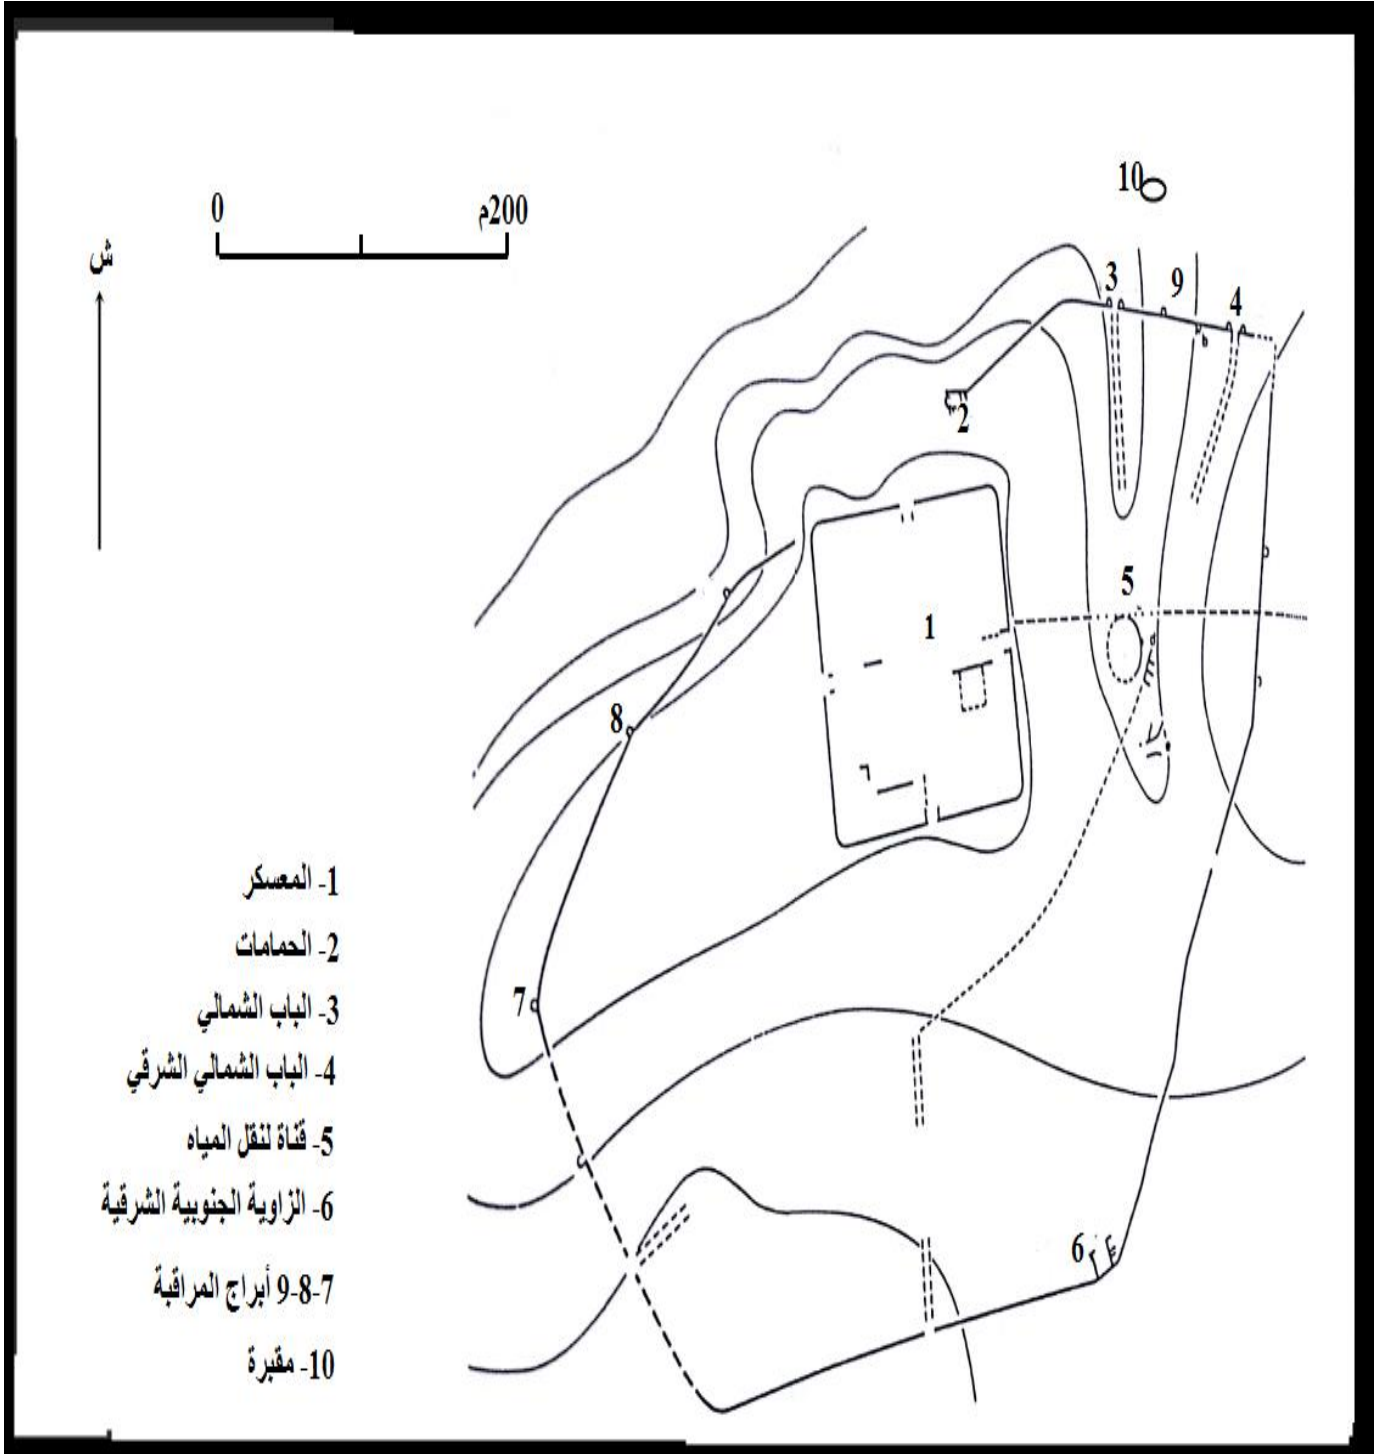 10
0
200م
ش
3
9
4
2
5
1
8
7
6
1- المعسكر
2- الحمامات
3- الباب الشمالي
4- الباب الشمالي الشرقي
5- قناة لنقل المياه
6- الزاوية الجنوبية الشرقية
7-8-9 أبراج المراقبة
10- مقبرة